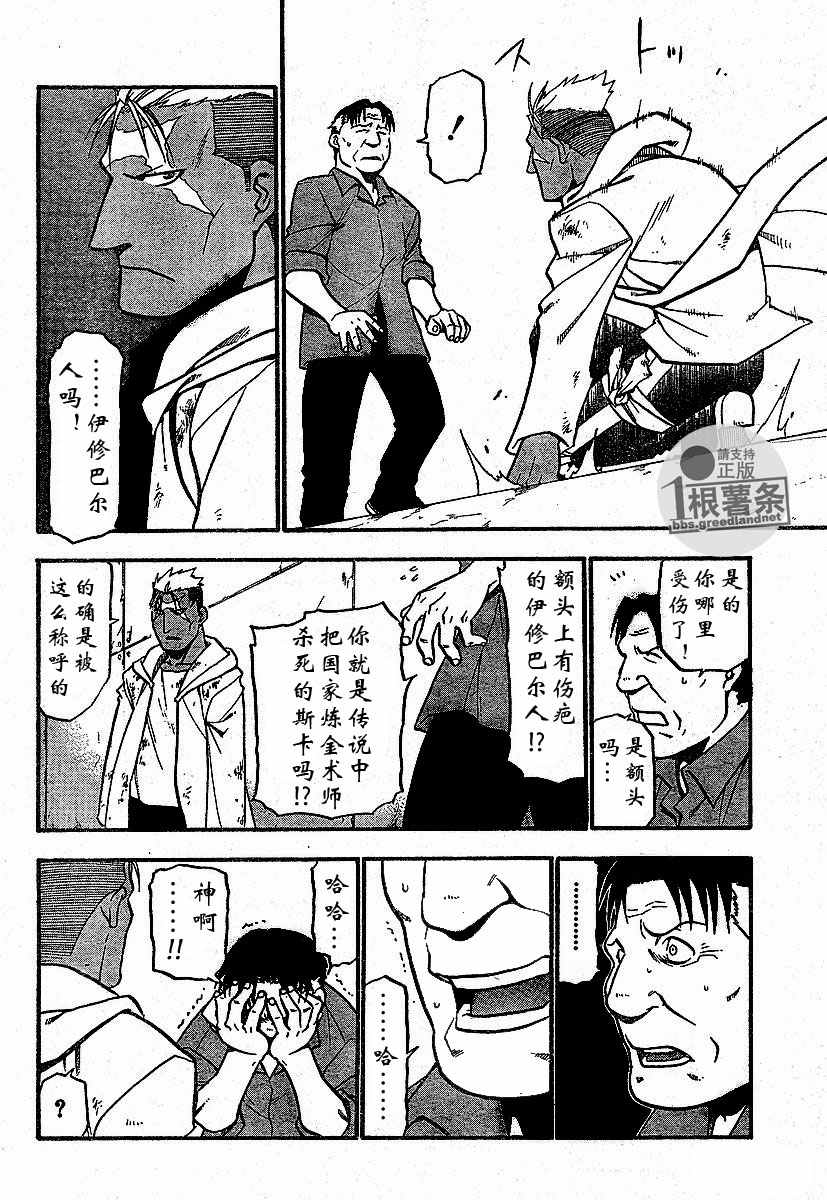 ストッ
！
……伊修巴尔
人吗！
請支持
正版
1根薯条
bbs.greedland.net
是的
你哪里
受伤了！
是额头
吗…
额头上有伤疤
的伊修巴尔人!?
你就是传说中
把国家炼金术师
杀死的斯卡吗!?
的确是被
这么称呼的
…………
……哈……
哈哈……
神啊
……!!
?